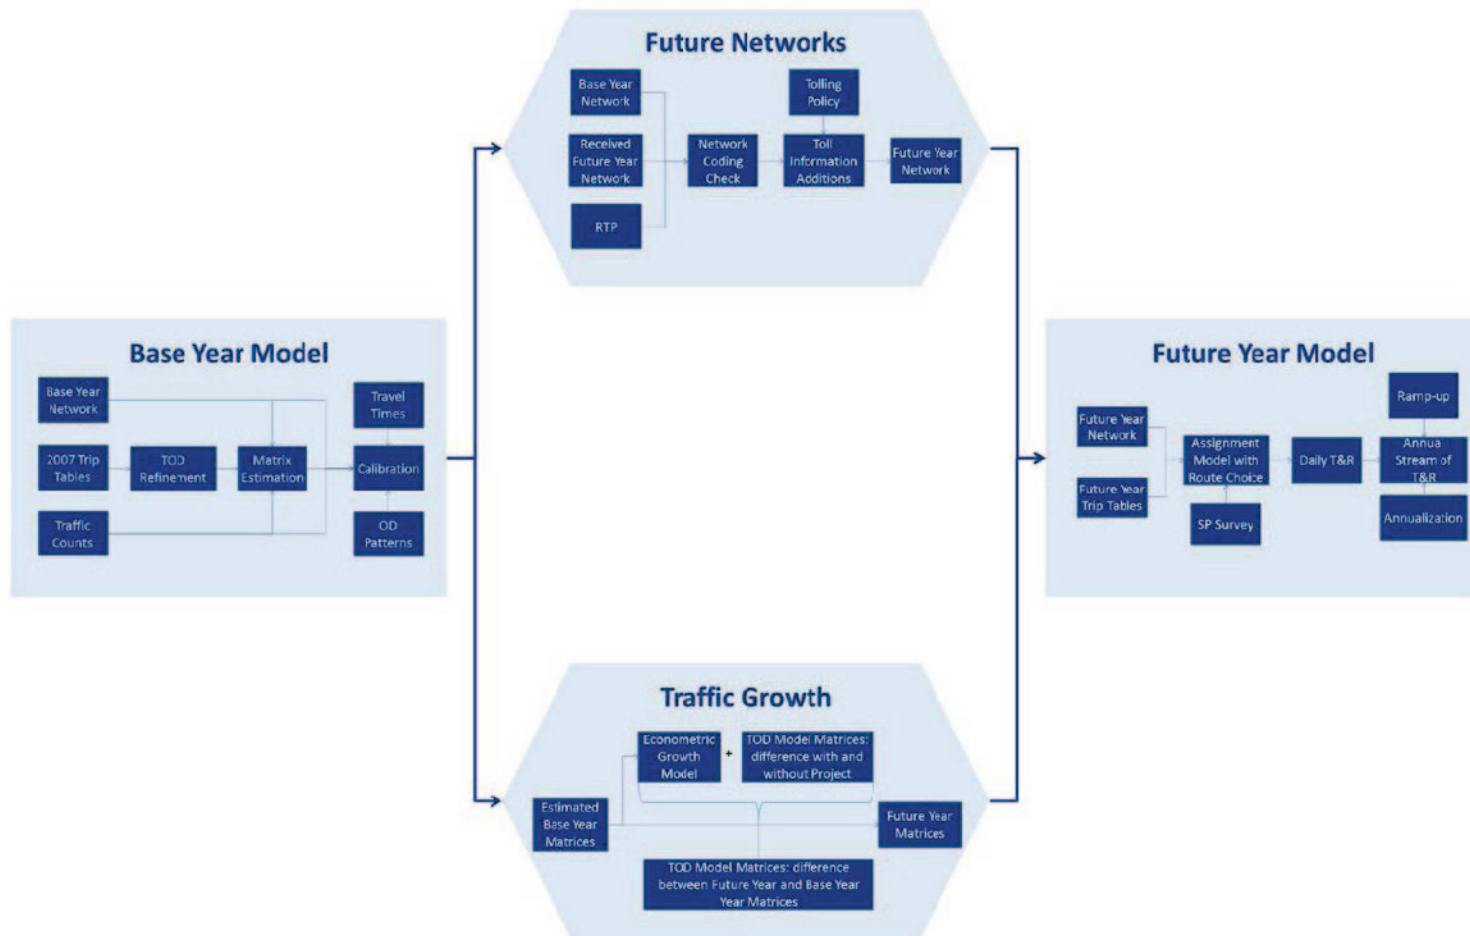 Future Networks
Base Year
Network
Tolling
Policy
Received
Future Year
Network
Network
Coding
Check
Toll
Information
Additions
Future Year
Network
RTP
Base Year Model
Base Year
Network
Travel
Times
2007 Trip
Tables
TOD
Refinement
Matrix
Estimation
Calibration
Traffic
Counts
OD
Patterns
Future Year Model
Ramp-up
Future Year
Network
Assignment
Model with
Route Choice
Daily T&R
Annua
Stream of
T&R
Future Year
Trip Tables
SP Survey
Annualization
Traffic Growth
Econometric
Growth
Model
+
TOD Model Matrices:
difference with and
without Project
Estimated
Base Year
Matrices
Future Year
Matrices
TOD Model Matrices: difference
between Future Year and Base Year
Year Matrices